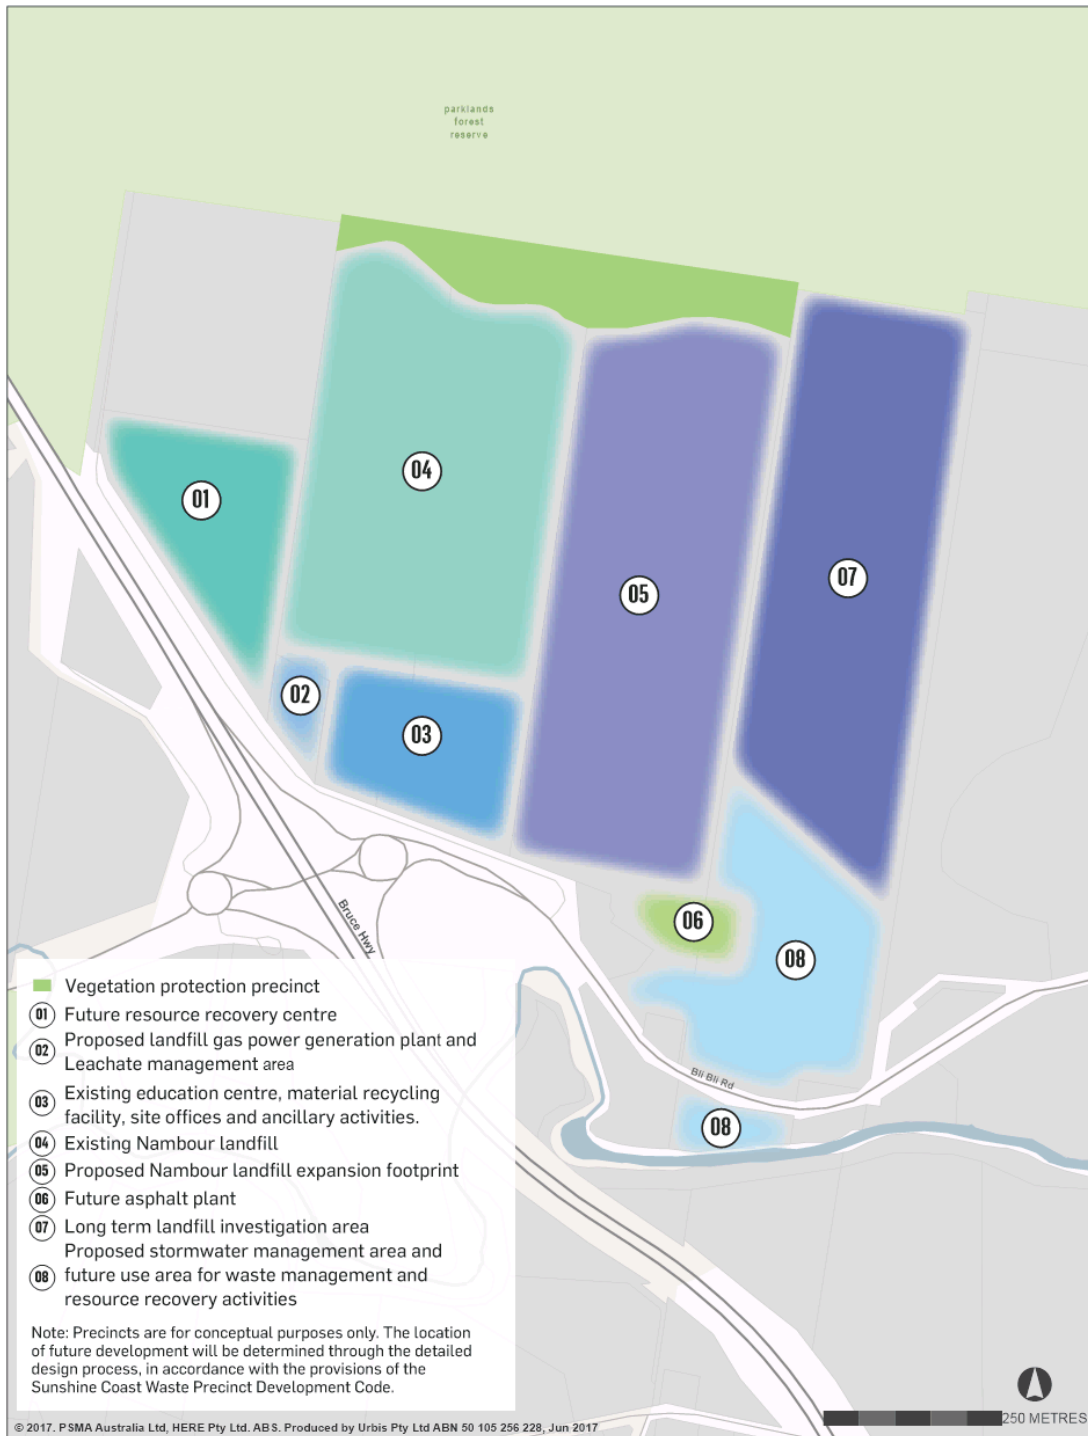 parklands
forest
reserve
01
04
07
05
02
03
06
08
Bruce Hwy
Bli Bli Rd
08
Vegetation protection precinct
01 Future resource recovery centre
02 Proposed landfill gas power generation plant and
Leachate management area
03 Existing education centre, material recycling
facility, site offices and ancillary activities.
04 Existing Nambour landfill
05 Proposed Nambour landfill expansion footprint
06 Future asphalt plant
07 Long term landfill investigation area
Proposed stormwater management area and
08 future use area for waste management and
resource recovery activities
Note: Precincts are for conceptual purposes only. The location
of future development will be determined through the detailed
design process, in accordance with the provisions of the
Sunshine Coast Waste Precinct Development Code.
250 METRES
© 2017. PSMA Australia Ltd, HERE Pty Ltd. ABS. Produced by Urbis Pty Ltd ABN 50 105 256 228, Jun 2017